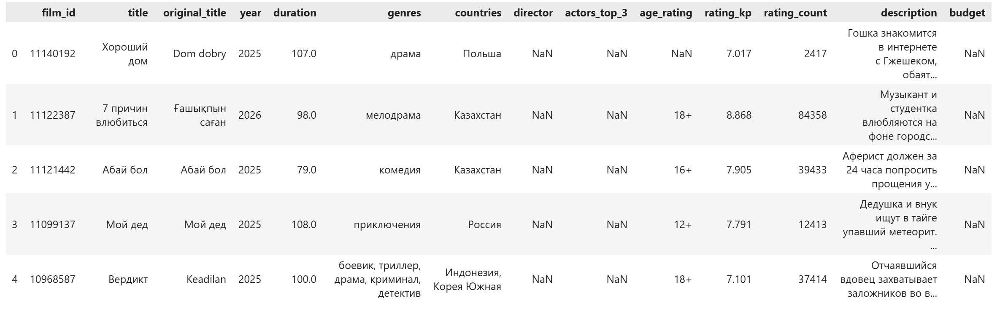 film_id title original_title year duration genres countries director actors_top_3 age_rating rating_kp rating_count description budget
0 11140192 Хороший дом Dom dobry 2025 107.0 драма Польша NaN NaN NaN 7.017 2417 Гошка знакомится в интернете с Гжешеком, обаят... NaN
1 11122387 7 причин влюбиться Ғашықпын саған 2026 98.0 мелодрама Казахстан NaN NaN 18+ 8.868 84358 Музыкант и студентка влюбляются на фоне городс... NaN
2 11121442 Абай бол Абай бол 2025 79.0 комедия Казахстан NaN NaN 16+ 7.905 39433 Аферист должен за 24 часа попросить прощения у... NaN
3 11099137 Мой дед Мой дед 2025 108.0 приключения Россия NaN NaN 12+ 7.791 12413 Дедушка и внук ищут в тайге упавший метеорит. ... NaN
4 10968587 Вердикт Keadilan 2025 100.0 боевик, триллер, драма, криминал, детектив Индонезия, Корея Южная NaN NaN 18+ 7.101 37414 Отчаявшийся вдовец захватывает заложников во в... NaN